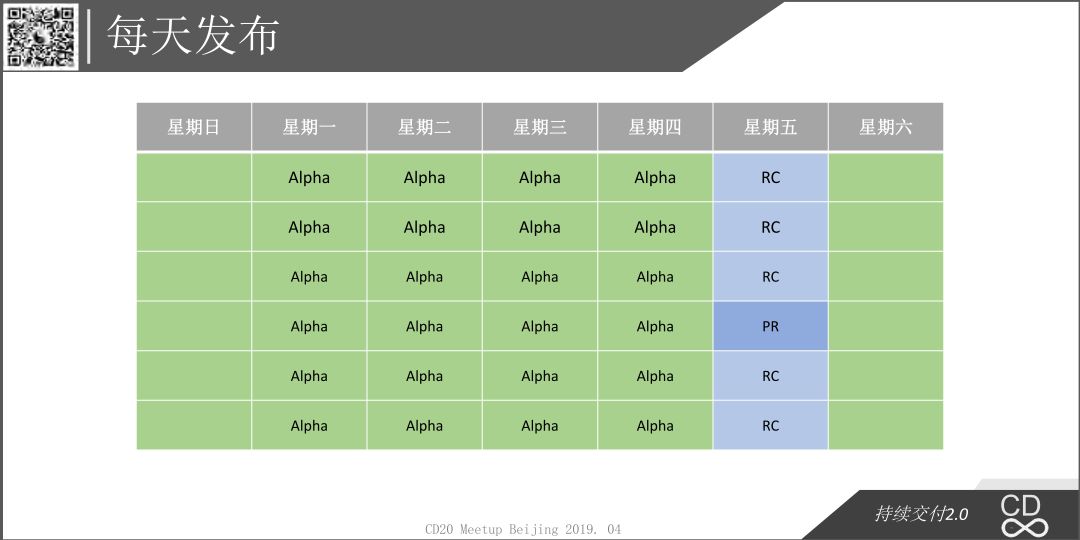 每天发布
星期日 星期一 星期二 星期三 星期四 星期五 星期六
Alpha Alpha Alpha Alpha RC
Alpha Alpha Alpha Alpha RC
Alpha Alpha Alpha Alpha RC
Alpha Alpha Alpha Alpha PR
Alpha Alpha Alpha Alpha RC
Alpha Alpha Alpha Alpha RC
CD20 Meetup Beijing 2019. 04
持续交付2.0
CD